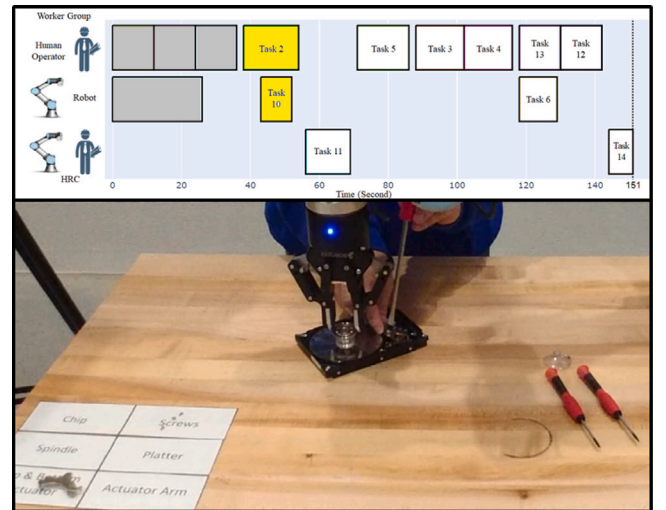 Worker Group
Human
Operator
Task 2
Task 5
Task 3
Task 4
Task
13
Task
12
Robot
Task
10
Task 6
Task 11
Task
14
HRC
0
20
40
60
80
100
120
140
151
Time (Second)
Chip
Screws
Spindle
Platter
Actuator Arm